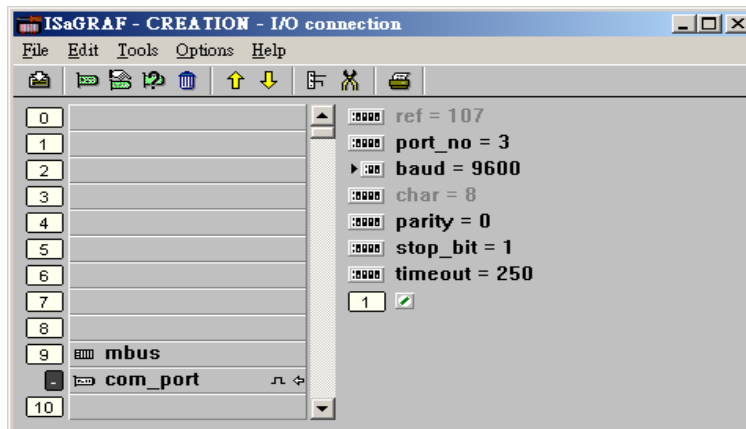 ISaGRAF - CREATION - I/O connection
File Edit Tools Options Help
0
1
2
3
4
5
6
7
8
9 mbus
- com_port
10
ref = 107
port_no = 3
baud = 9600
char = 8
parity = 0
stop_bit = 1
timeout = 250
1